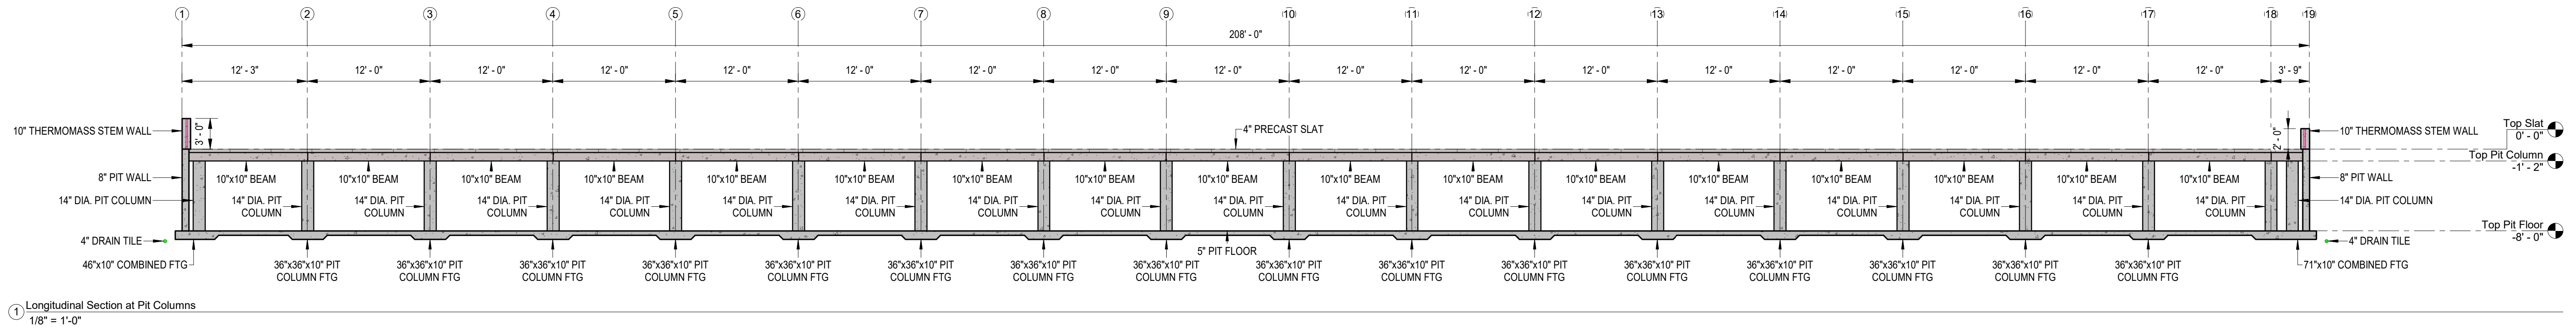 1 2 3 4 5 6 7 8 9 10 11 12 13 14 15 16 17 18 19
208' - 0"
12' - 3" 12' - 0" 12' - 0" 12' - 0" 12' - 0" 12' - 0" 12' - 0" 12' - 0" 12' - 0" 12' - 0" 12' - 0" 12' - 0" 12' - 0" 12' - 0" 12' - 0" 12' - 0" 12' - 0" 3' - 9"
10" THERMOMASS STEM WALL
3' - 0"
4" PRECAST SLAT
2' - 0"
10" THERMOMASS STEM WALL
Top Slat
0' - 0"
Top Pit Column
-1' - 2"
8" PIT WALL
10"x10" BEAM 10"x10" BEAM 10"x10" BEAM 10"x10" BEAM 10"x10" BEAM 10"x10" BEAM 10"x10" BEAM 10"x10" BEAM 10"x10" BEAM 10"x10" BEAM 10"x10" BEAM 10"x10" BEAM 10"x10" BEAM 10"x10" BEAM 10"x10" BEAM 10"x10" BEAM 10"x10" BEAM
8" PIT WALL
14" DIA. PIT COLUMN
14" DIA. PIT 14" DIA. PIT 14" DIA. PIT 14" DIA. PIT 14" DIA. PIT 14" DIA. PIT 14" DIA. PIT 14" DIA. PIT 14" DIA. PIT 14" DIA. PIT 14" DIA. PIT 14" DIA. PIT 14" DIA. PIT 14" DIA. PIT 14" DIA. PIT 14" DIA. PIT 14" DIA. PIT
COLUMN COLUMN COLUMN COLUMN COLUMN COLUMN COLUMN COLUMN COLUMN COLUMN COLUMN COLUMN COLUMN COLUMN COLUMN COLUMN COLUMN
14" DIA. PIT COLUMN
Top Pit Floor
-8' - 0"
4" DRAIN TILE
5" PIT FLOOR
4" DRAIN TILE
46"x10" COMBINED FTG
36"x36"x10" PIT 36"x36"x10" PIT 36"x36"x10" PIT 36"x36"x10" PIT 36"x36"x10" PIT 36"x36"x10" PIT 36"x36"x10" PIT 36"x36"x10" PIT 36"x36"x10" PIT 36"x36"x10" PIT 36"x36"x10" PIT 36"x36"x10" PIT 36"x36"x10" PIT 36"x36"x10" PIT 36"x36"x10" PIT 36"x36"x10" PIT
COLUMN FTG COLUMN FTG COLUMN FTG COLUMN FTG COLUMN FTG COLUMN FTG COLUMN FTG COLUMN FTG COLUMN FTG COLUMN FTG COLUMN FTG COLUMN FTG COLUMN FTG COLUMN FTG COLUMN FTG COLUMN FTG
71"x10" COMBINED FTG
1 Longitudinal Section at Pit Columns
1/8" = 1'-0"